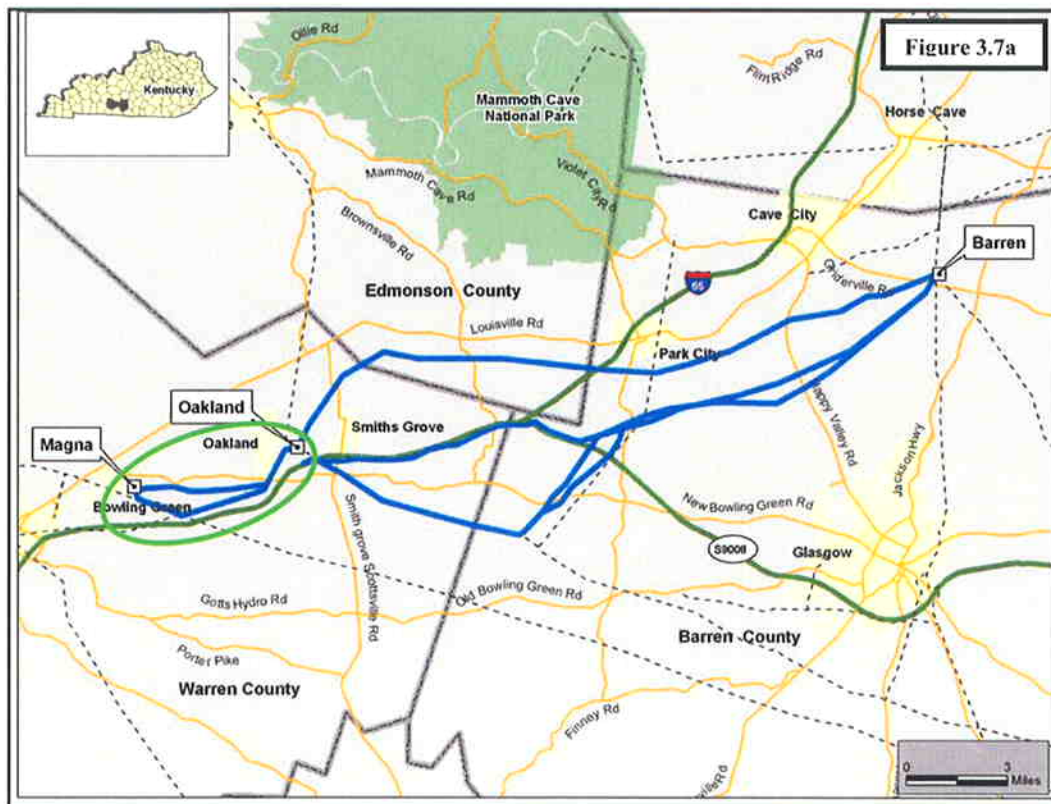 Figure 3.7a
Kentucky
Ollie Rd
Flint Ridge Rd
Mammoth Cave
National Park
Horse Cave
Mammoth Cave Rd
Cave City
Brownsville Rd
Barren
65
Edmonson County
Louisville Rd
Park City
Happy Valley Rd
Oakland
Oakland
Smiths Grove
Magna
Jackson Hwy
Bowling Green
New Bowling Green Rd
Smith grove Scottsville Rd
S9008
Glasgow
Gotts Hydro Rd
Old Bowling Green Rd
Barren County
Porter Pike
Warren County
Finney Rd
0 3
Miles